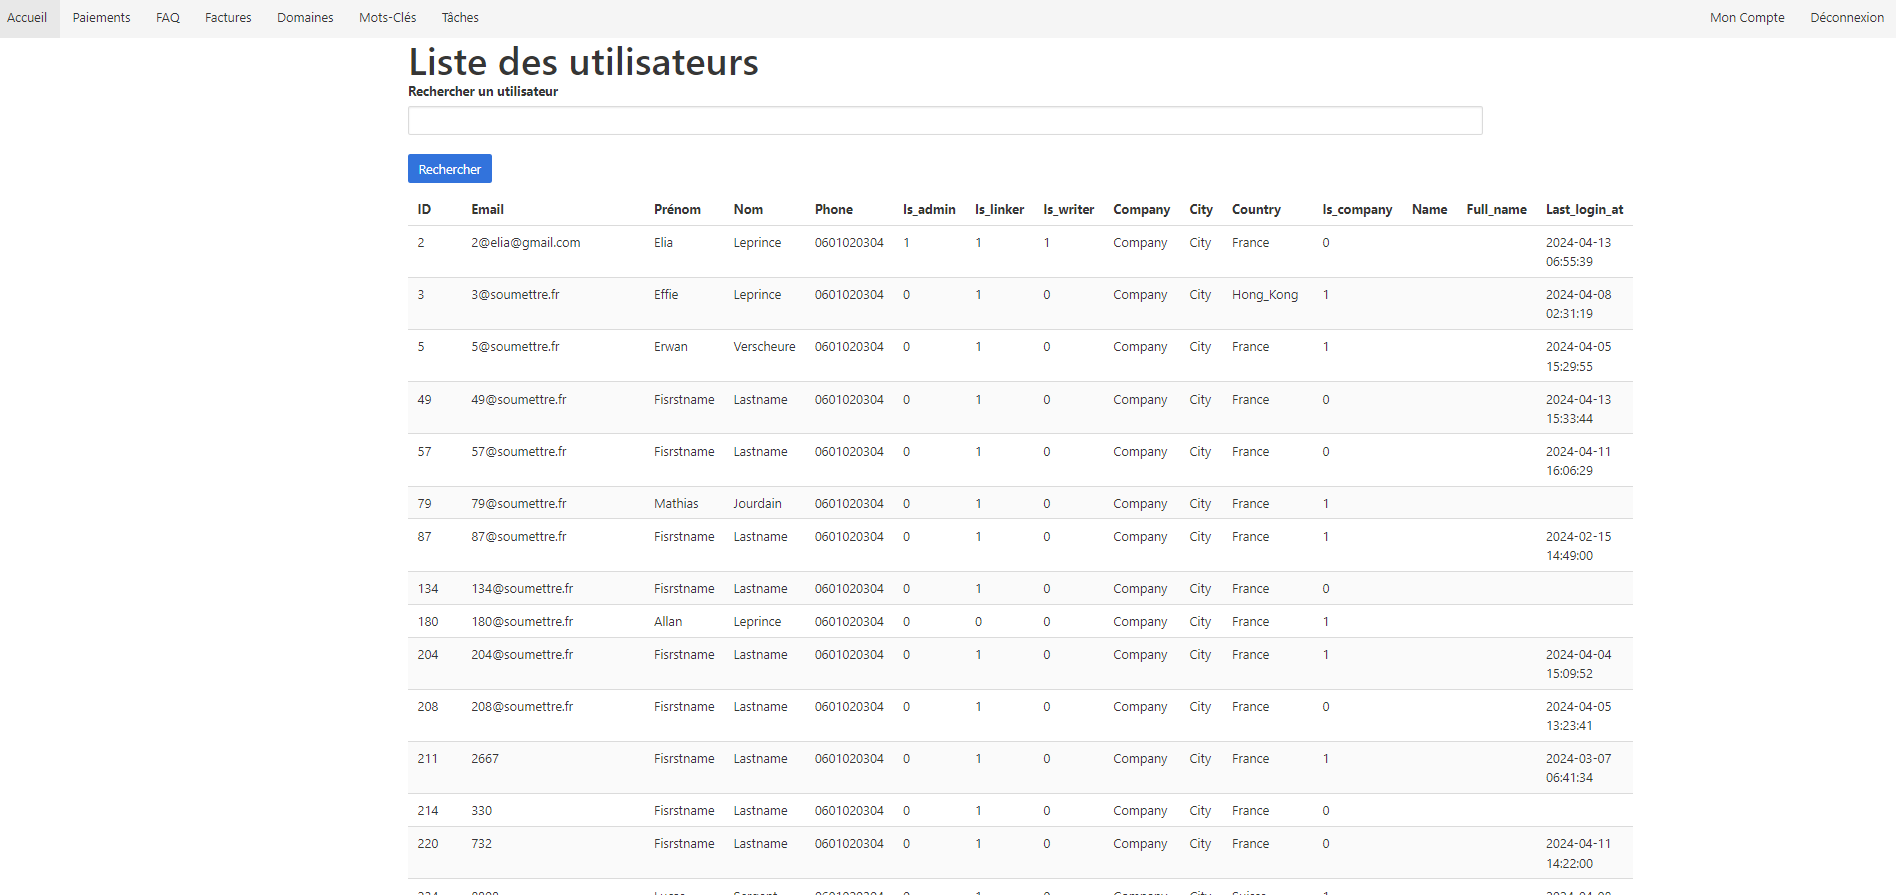 Accueil Paiements FAQ Factures Domaines Mots-Clés Tâches Mon Compte Déconnexion
Liste des utilisateurs
Rechercher un utilisateur
Rechercher
ID Email Prénom Nom Phone Is_admin Is_linker Is_writer Company City Country Is_company Name Full_name Last_login_at
2 2@elia@gmail.com Elia Leprince 0601020304 1 1 1 Company City France 0 2024-04-13
06:55:39
3 3@soumettre.fr Effie Leprince 0601020304 0 1 0 Company City Hong_Kong 1 2024-04-08
02:31:19
5 5@soumettre.fr Erwan Verscheure 0601020304 0 1 0 Company City France 1 2024-04-05
15:29:55
49 49@soumettre.fr Fisrstname Lastname 0601020304 0 1 0 Company City France 0 2024-04-13
15:33:44
57 57@soumettre.fr Fisrstname Lastname 0601020304 0 1 0 Company City France 0 2024-04-11
16:06:29
79 79@soumettre.fr Mathias Jourdain 0601020304 0 1 0 Company City France 1
87 87@soumettre.fr Fisrstname Lastname 0601020304 0 1 0 Company City France 1 2024-02-15
14:49:00
134 134@soumettre.fr Fisrstname Lastname 0601020304 0 1 0 Company City France 0
180 180@soumettre.fr Allan Leprince 0601020304 0 0 0 Company City France 1
204 204@soumettre.fr Fisrstname Lastname 0601020304 0 1 0 Company City France 1 2024-04-04
15:09:52
208 208@soumettre.fr Fisrstname Lastname 0601020304 0 1 0 Company City France 0 2024-04-05
13:23:41
211 2667 Fisrstname Lastname 0601020304 0 1 0 Company City France 1 2024-03-07
06:41:34
214 330 Fisrstname Lastname 0601020304 0 1 0 Company City France 0
220 732 Fisrstname Lastname 0601020304 0 1 0 Company City France 0 2024-04-11
14:22:00